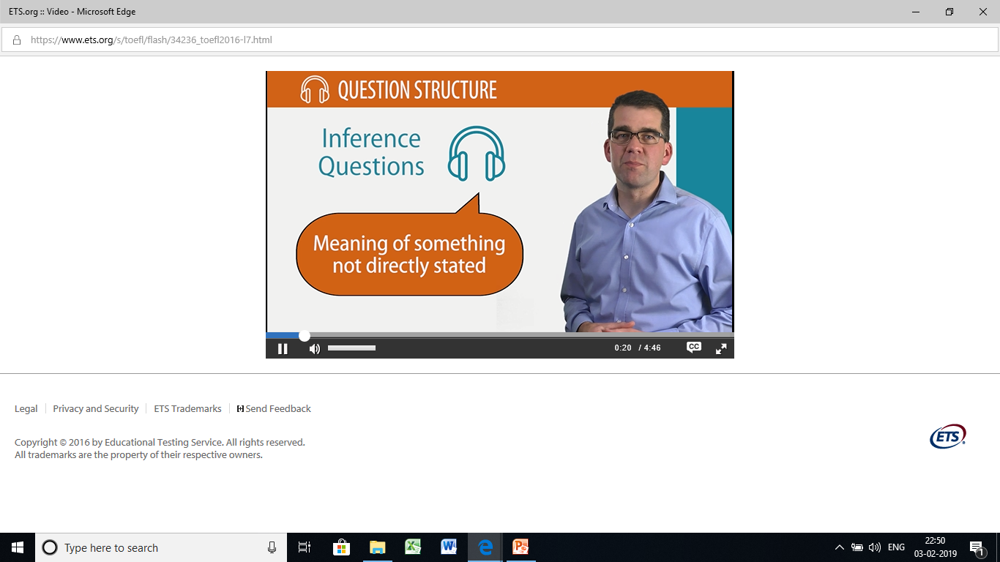 ETS.org :: Video - Microsoft Edge
https://www.ets.org/s/toefl/flash/34236_toefl2016-l7.html
QUESTION STRUCTURE
Inference
Questions
Meaning of something
not directly stated
0:20 / 4:46
CC
Legal Privacy and Security ETS Trademarks [+] Send Feedback
Copyright © 2016 by Educational Testing Service. All rights reserved.
All trademarks are the property of their respective owners.
ETS®
Type here to search
ENG
22:50
03-02-2019
1